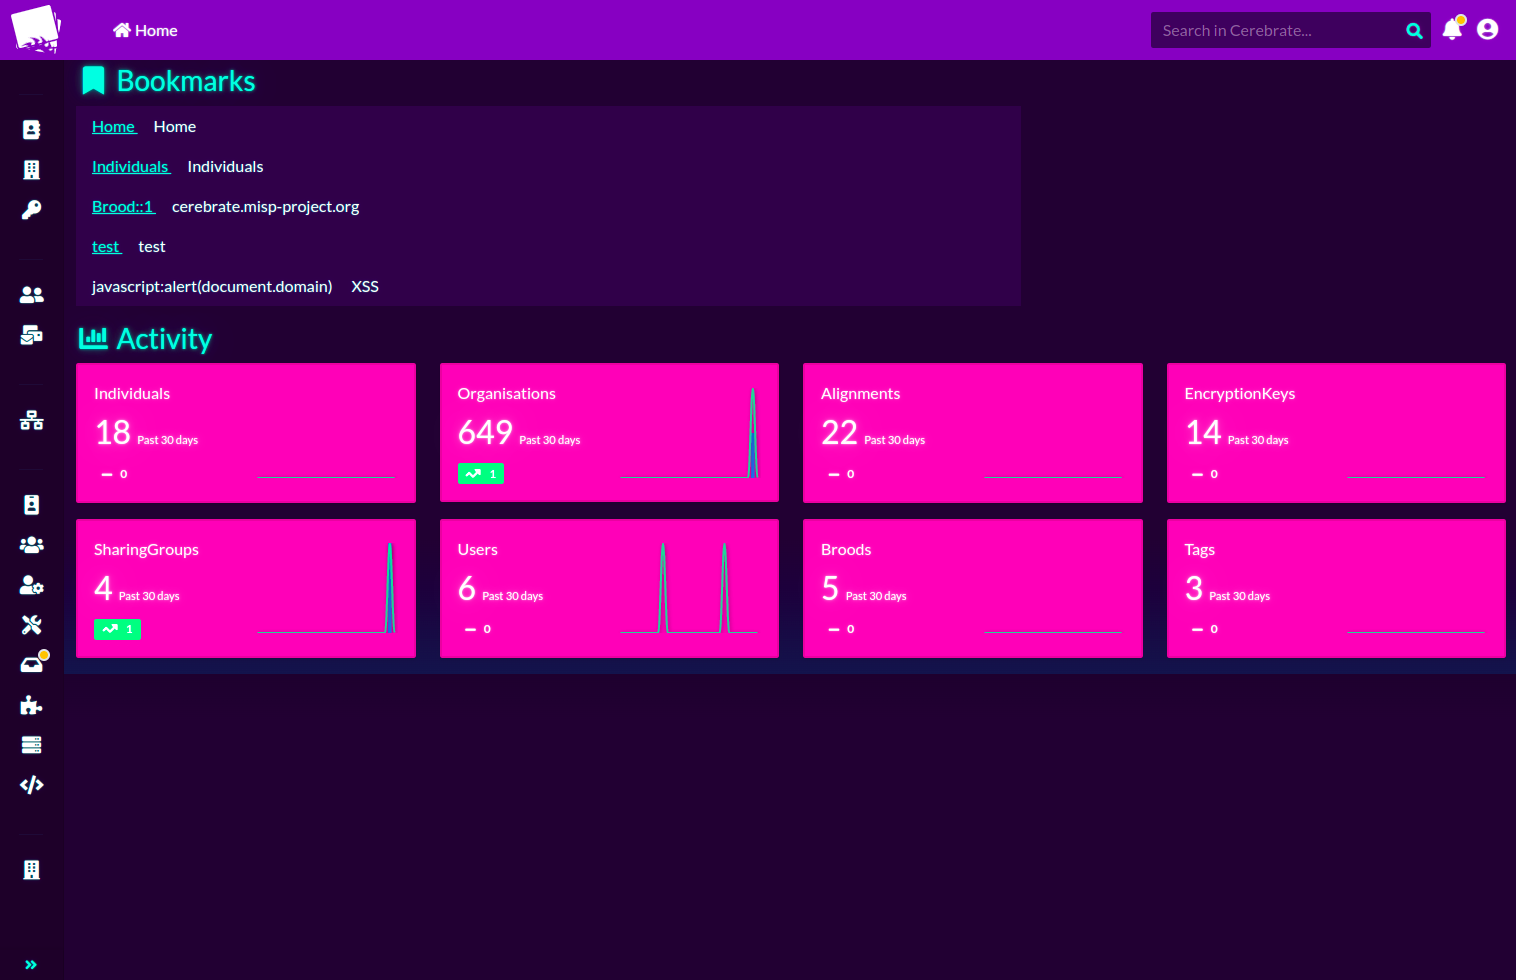 Home
Search in Cerebrate...
Bookmarks
Home Home
Individuals Individuals
Brood::1 cerebrate.misp-project.org
test test
javascript:alert(document.domain) XSS
Activity
Individuals
18 Past 30 days
0
Organisations
649 Past 30 days
1
Alignments
22 Past 30 days
0
EncryptionKeys
14 Past 30 days
0
SharingGroups
4 Past 30 days
1
Users
6 Past 30 days
0
Broods
5 Past 30 days
0
Tags
3 Past 30 days
0